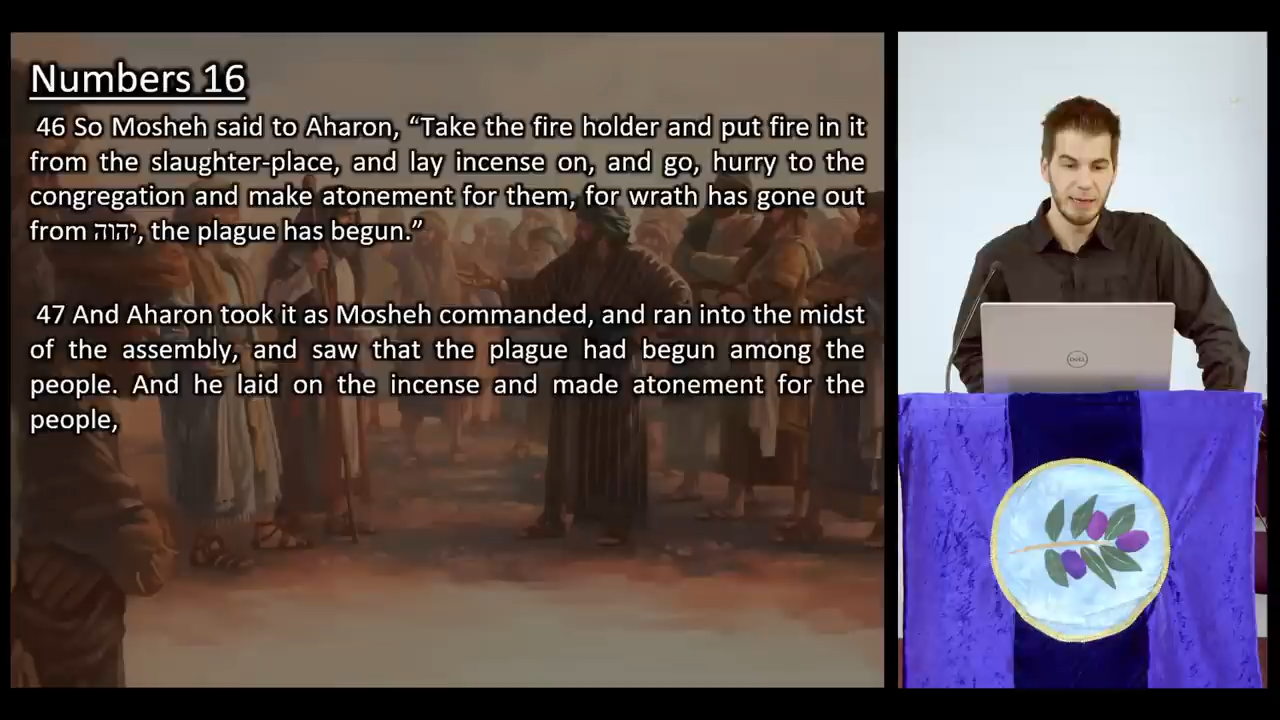 Numbers 16
46 So Mosheh said to Aharon, “Take the fire holder and put fire in it
from the slaughter-place, and lay incense on, and go, hurry to the
congregation and make atonement for them, for wrath has gone out
from יהוה, the plague has begun.”
47 And Aharon took it as Mosheh commanded, and ran into the midst
of the assembly, and saw that the plague had begun among the
people. And he laid on the incense and made atonement for the
people,
DELL